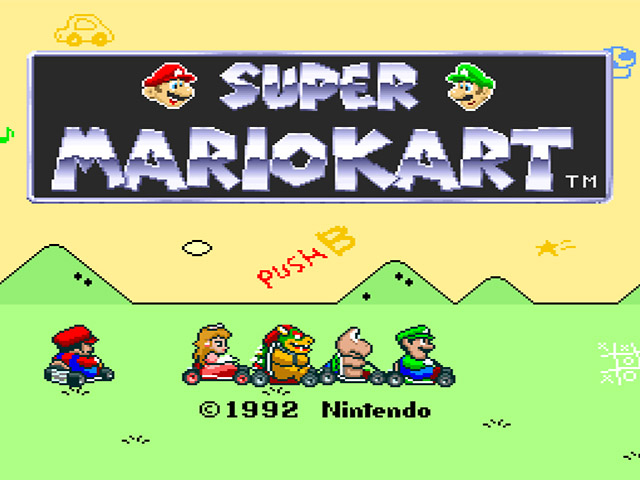 SUPER
MARIOKART TM
PUSH B
©1992 Nintendo